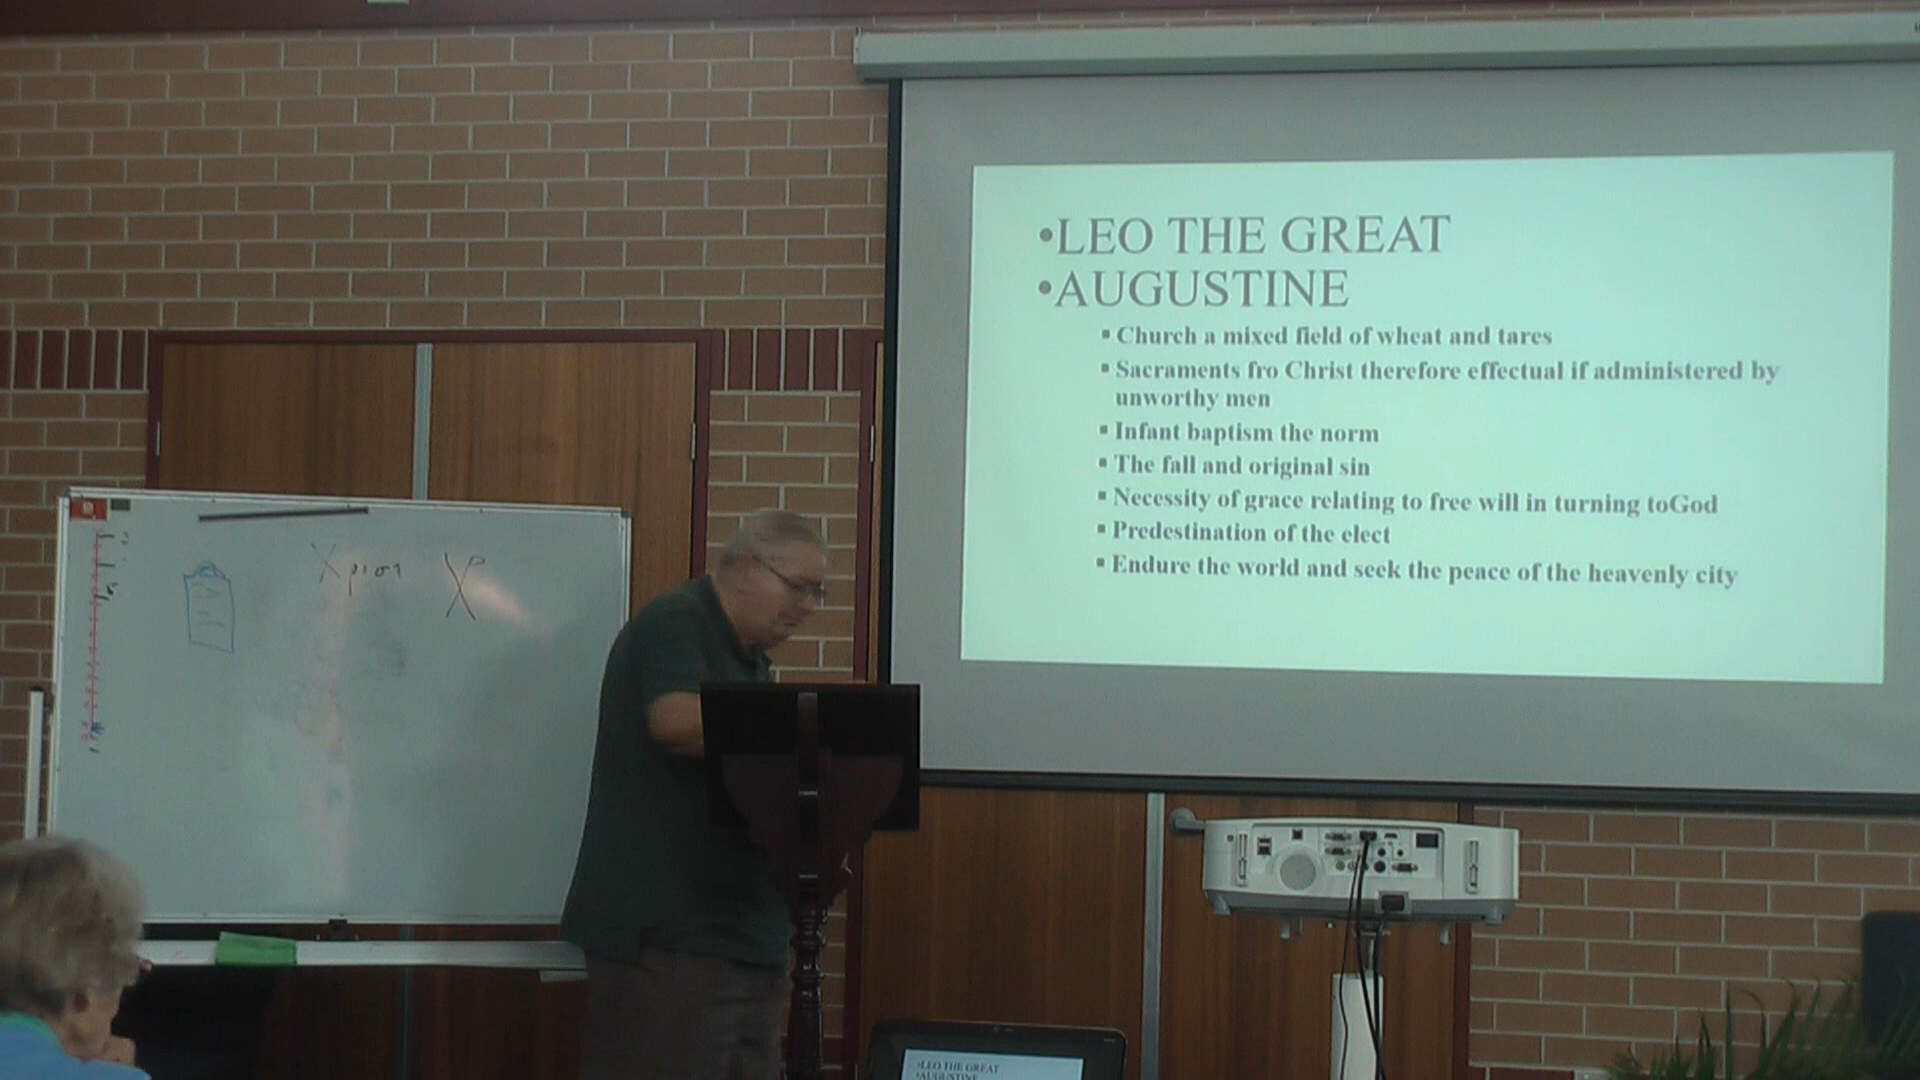 •LEO THE GREAT
•AUGUSTINE
▪ Church a mixed field of wheat and tares
▪ Sacraments fro Christ therefore effectual if administered by
unworthy men
▪ Infant baptism the norm
▪ The fall and original sin
▪ Necessity of grace relating to free will in turning toGod
▪ Predestination of the elect
▪ Endure the world and seek the peace of the heavenly city
•LEO THE GREAT
•AUGUSTINE